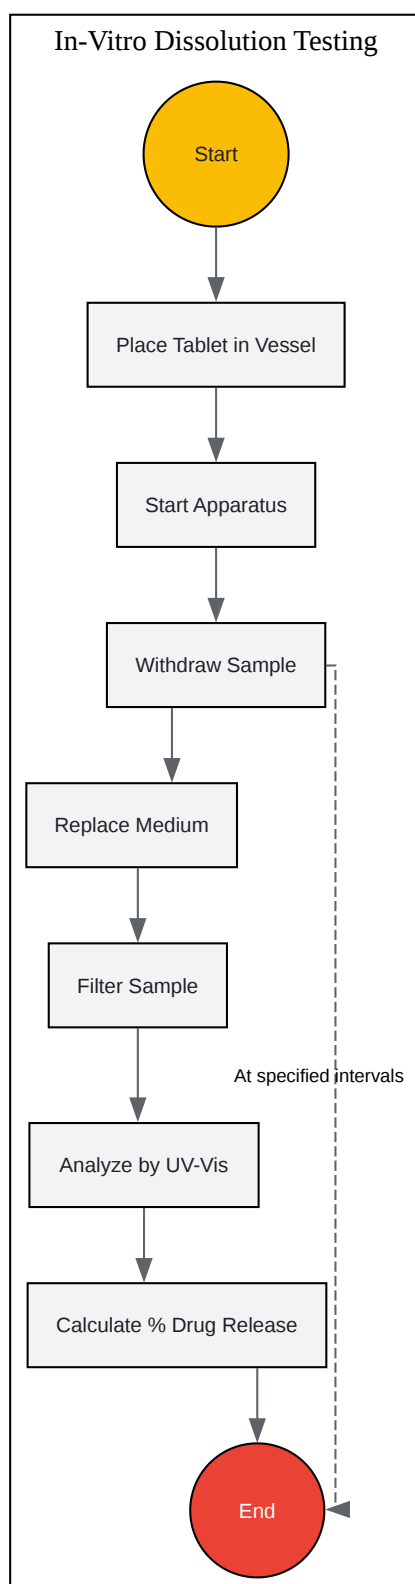 In-Vitro Dissolution Testing
Start
Place Tablet in Vessel
Start Apparatus
Withdraw Sample
Replace Medium
Filter Sample
At specified intervals
Analyze by UV-Vis
Calculate % Drug Release
End